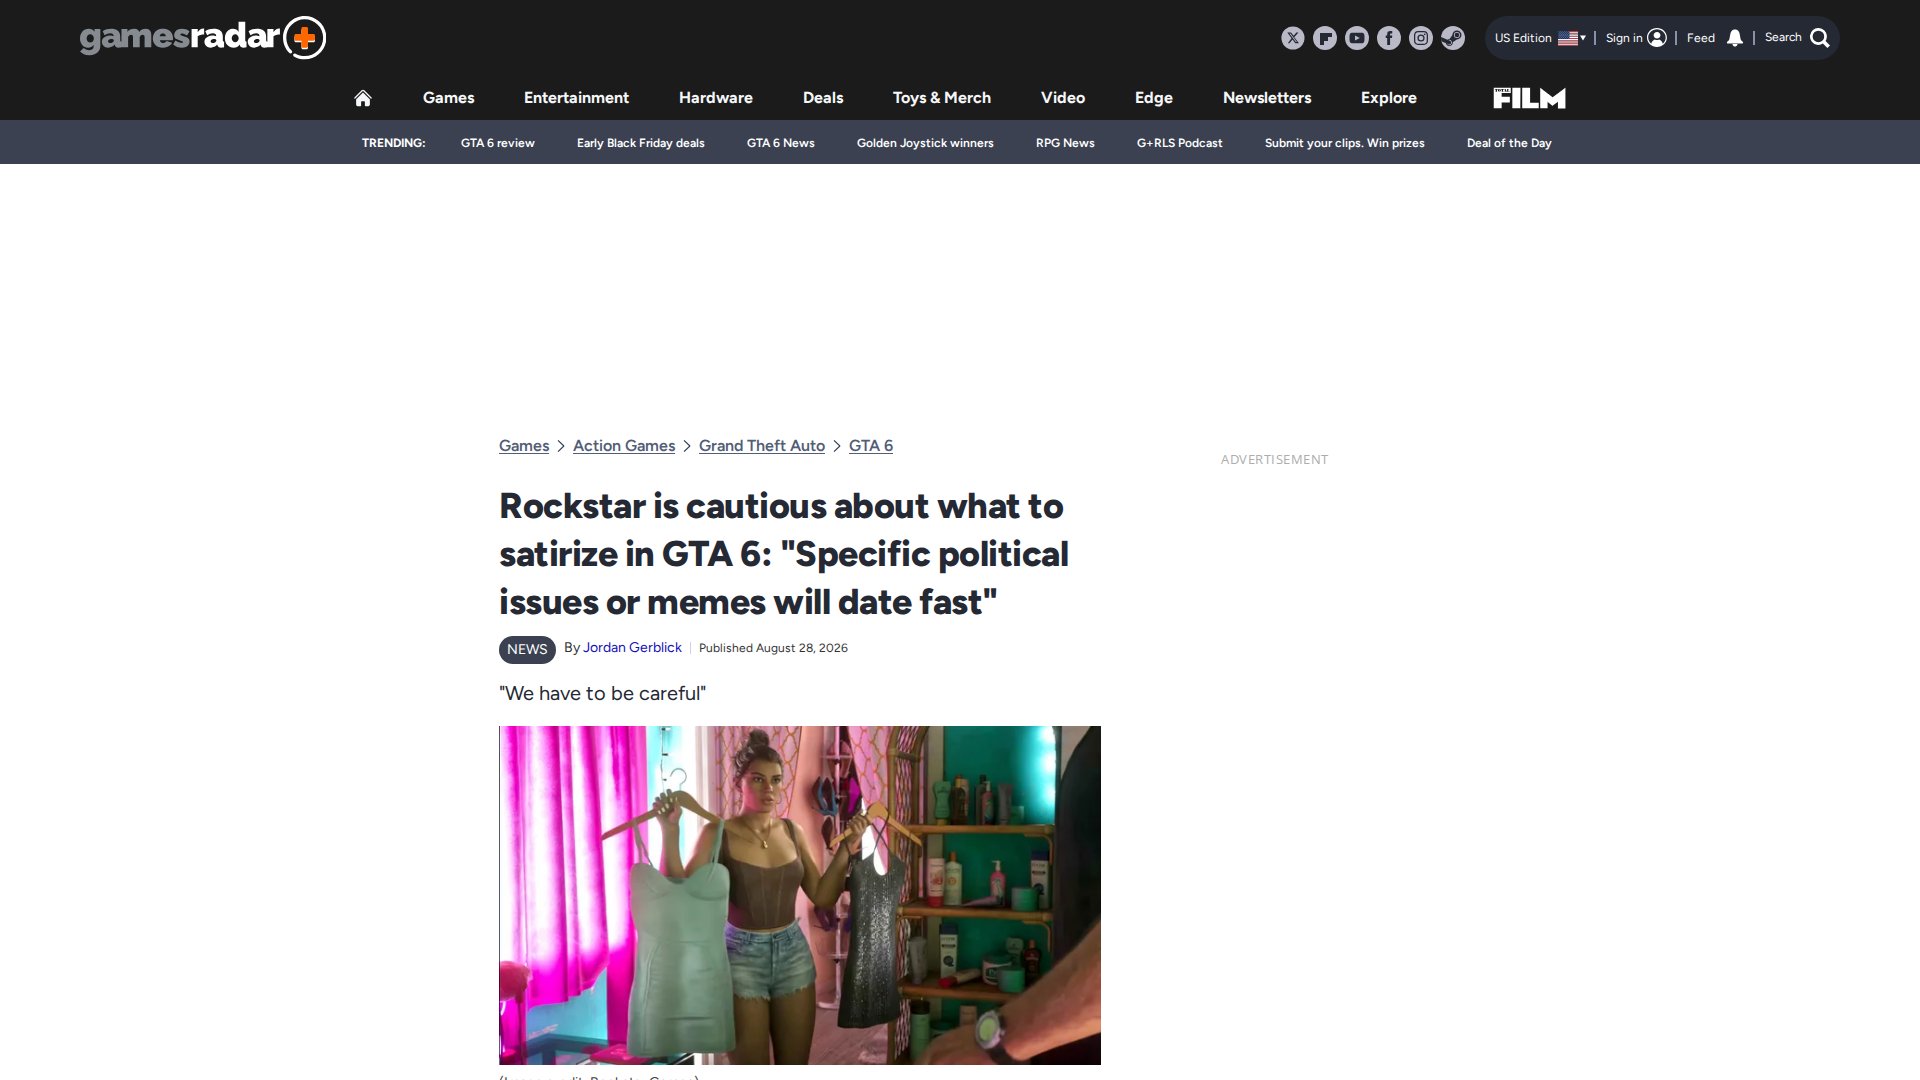 gamesradar+
US Edition
Sign in
Feed
Search
Games
Entertainment
Hardware
Deals
Toys & Merch
Video
Edge
Newsletters
Explore
TOTAL FILM
TRENDING:
GTA 6 review
Early Black Friday deals
GTA 6 News
Golden Joystick winners
RPG News
G+RLS Podcast
Submit your clips. Win prizes
Deal of the Day
Games > Action Games > Grand Theft Auto > GTA 6
ADVERTISEMENT
Rockstar is cautious about what to
satirize in GTA 6: "Specific political
issues or memes will date fast"
NEWS By Jordan Gerblick | Published August 28, 2026
"We have to be careful"